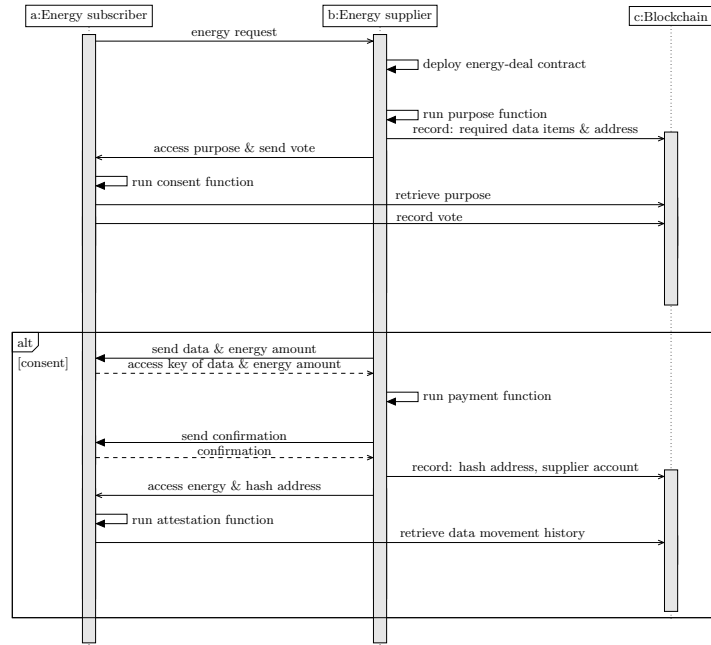 a:Energy subscriber
b:Energy supplier
c:Blockchain
energy request
deploy energy-deal contract
run purpose function
record: required data items & address
access purpose & send vote
run consent function
retrieve purpose
record vote
alt
[consent]
send data & energy amount
access key of data & energy amount
run payment function
send confirmation
confirmation
record: hash address, supplier account
access energy & hash address
run attestation function
retrieve data movement history